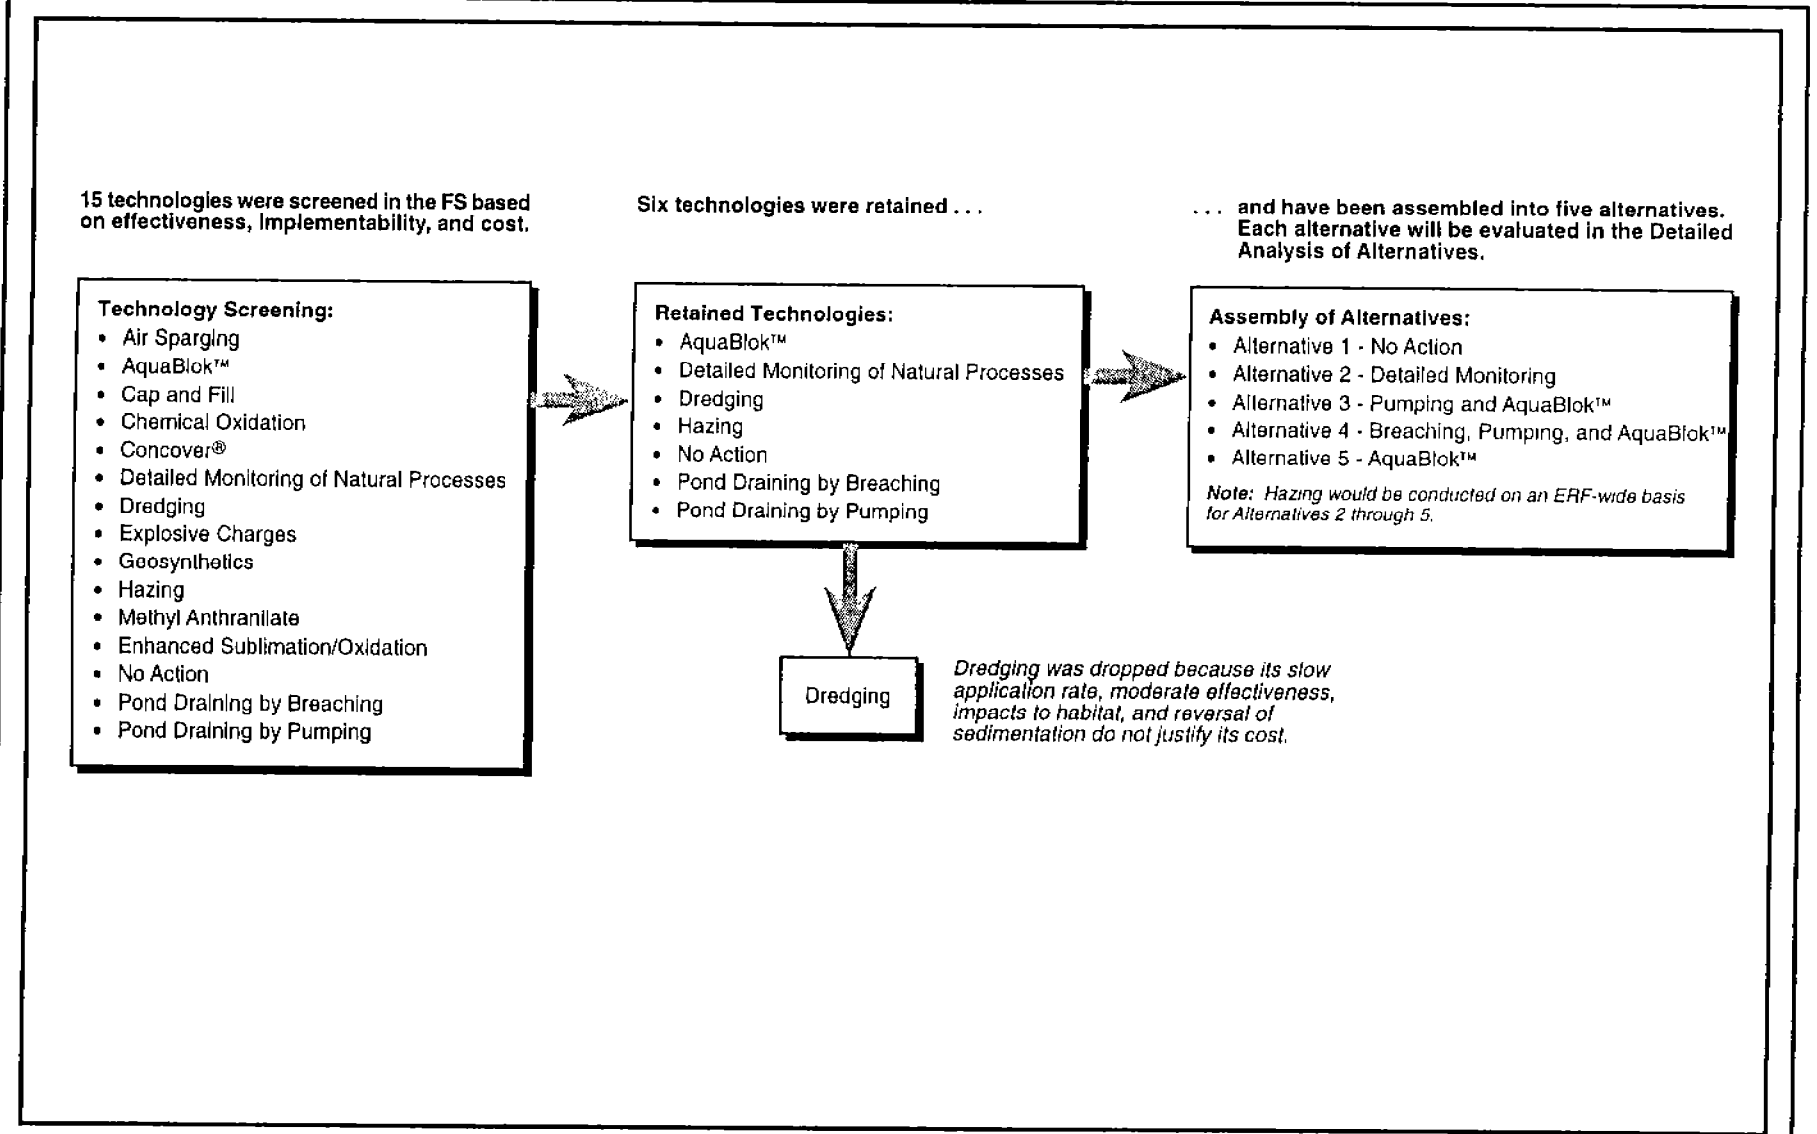 15 technologies were screened in the FS based
on effectiveness, Implementability, and cost.
Six technologies were retained . . .
. . . and have been assembled into five alternatives.
Each alternative will be evaluated in the Detailed
Analysis of Alternatives.
Technology Screening:
• Air Sparging
• AquaBlok™
• Cap and Fill
• Chemical Oxidation
• Concover®
• Detailed Monitoring of Natural Processes
• Dredging
• Explosive Charges
• Geosynthetics
• Hazing
• Methyl Anthranilate
• Enhanced Sublimation/Oxidation
• No Action
• Pond Draining by Breaching
• Pond Draining by Pumping
Retained Technologies:
• AquaBlok™
• Detailed Monitoring of Natural Processes
• Dredging
• Hazing
• No Action
• Pond Draining by Breaching
• Pond Draining by Pumping
Assembly of Alternatives:
• Alternative 1 - No Action
• Alternative 2 - Detailed Monitoring
• Alternative 3 - Pumping and AquaBlok™
• Alternative 4 - Breaching, Pumping, and AquaBlok™
• Alternative 5 - AquaBlok™
Note: Hazing would be conducted on an ERF-wide basis
for Alternatives 2 through 5.
Dredging
Dredging was dropped because its slow
application rate, moderate effectiveness,
impacts to habitat, and reversal of
sedimentation do not justify its cost.